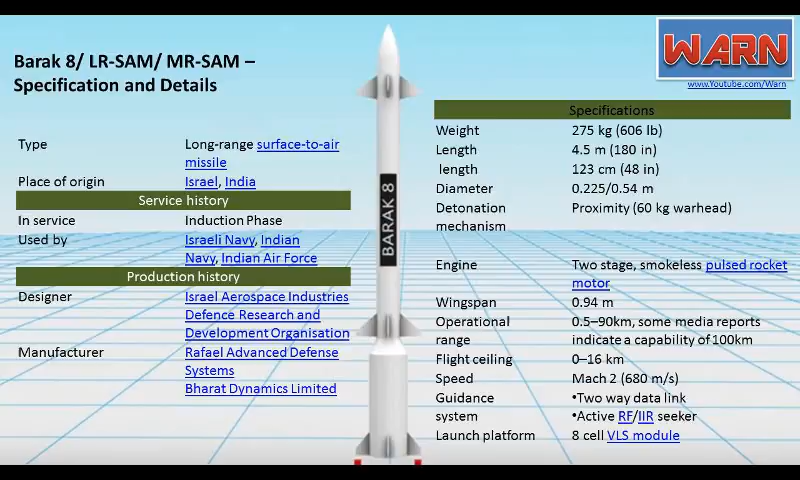 Barak 8/ LR-SAM/ MR-SAM –
Specification and Details
WARN
www.Youtube.com/Warn
Type Long-range surface-to-air
missile
Place of origin Israel, India
Service history
In service Induction Phase
Used by Israeli Navy, Indian
Navy, Indian Air Force
Production history
Designer Israel Aerospace Industries
Defence Research and
Development Organisation
Manufacturer Rafael Advanced Defense
Systems
Bharat Dynamics Limited
BARAK 8
Specifications
Weight 275 kg (606 lb)
Length 4.5 m (180 in)
length 123 cm (48 in)
Diameter 0.225/0.54 m
Detonation Proximity (60 kg warhead)
mechanism
Engine Two stage, smokeless pulsed rocket
motor
Wingspan 0.94 m
Operational 0.5–90km, some media reports
range indicate a capability of 100km
Flight ceiling 0–16 km
Speed Mach 2 (680 m/s)
Guidance •Two way data link
system •Active RF/IIR seeker
Launch platform 8 cell VLS module